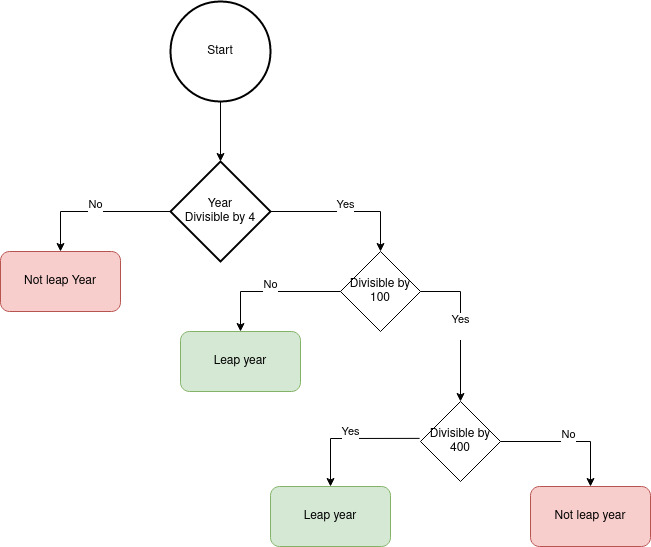 Start
Year
Divisible by 4
No
Yes
Not leap Year
Divisible by
100
No
Yes
Leap year
Divisible by
400
Yes
No
Leap year
Not leap year